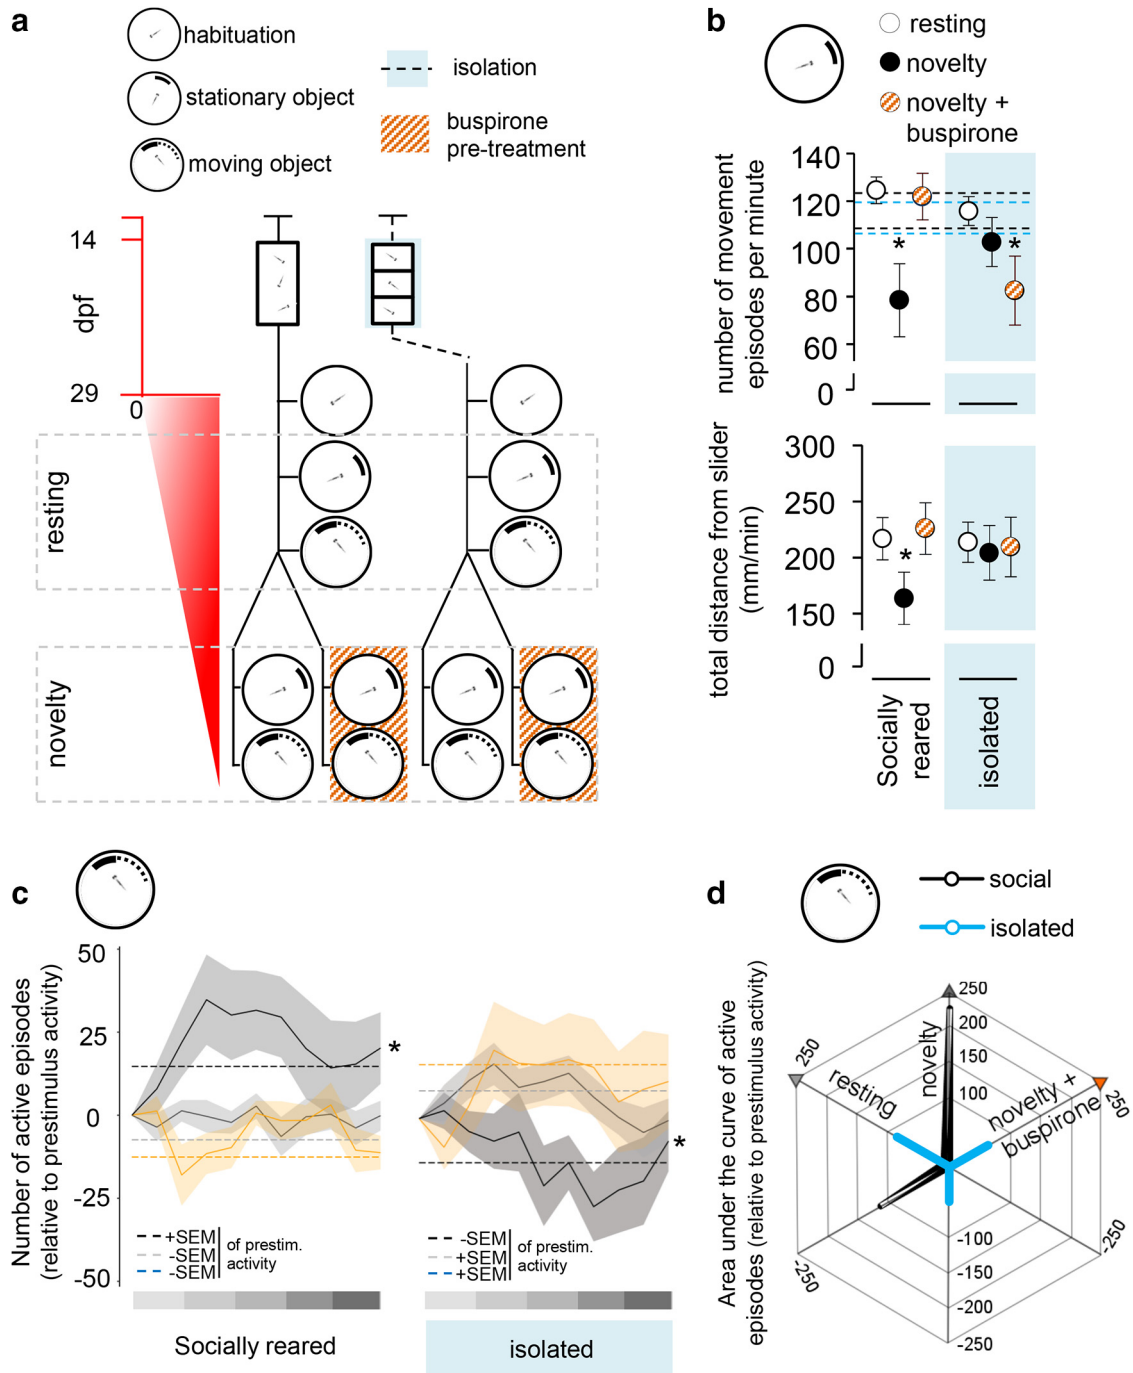 a
habituation
stationary object
moving object
isolation
buspirone
pre-treatment
14
dpf
29
0
resting
novelty
b
resting
novelty
novelty +
buspirone
number of movement
episodes per minute
140
120
100
80
60
0
*
*
total distance from slider
(mm/min)
300
250
200
150
0
*
Socially
reared
isolated
c
Number of active episodes
(relative to prestimulus activity)
50
25
0
-25
-50
*
*
+SEM
-SEM
-SEM
of prestim.
activity
-SEM
+SEM
+SEM
of prestim.
activity
Socially reared
isolated
d
social
isolated
Area under the curve of active
episodes (relative to prestimulus activity)
250
200
150
100
novelty
250
resting
novelty +
buspirone
250
-100
-150
-200
-250
-250
-250